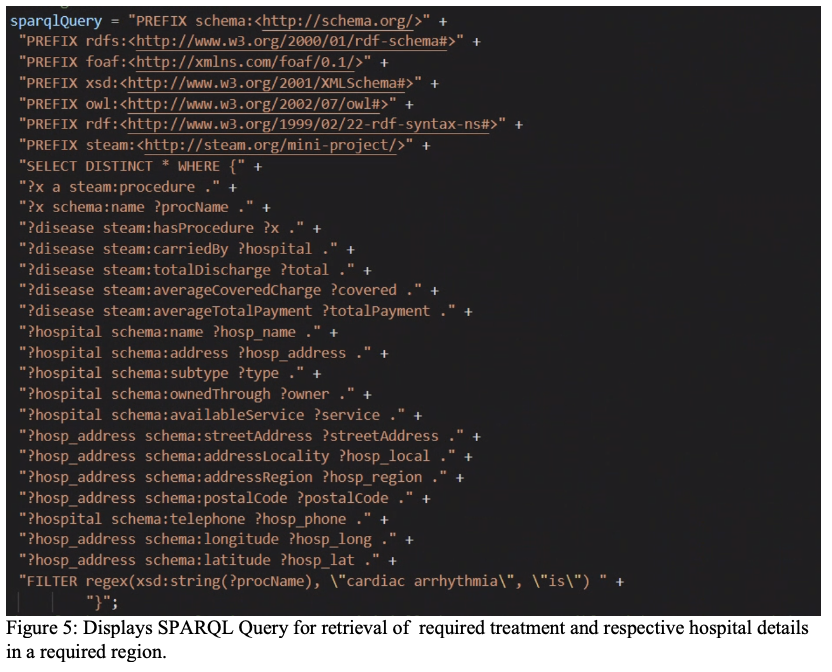 sparqlQuery = "PREFIX schema:<http://schema.org/>" +
"PREFIX rdfs:<http://www.w3.org/2000/01/rdf-schema#>" +
"PREFIX foaf:<http://xmlns.com/foaf/0.1/>" +
"PREFIX xsd:<http://www.w3.org/2001/XMLSchema#>" +
"PREFIX owl:<http://www.w3.org/2002/07/owl#>" +
"PREFIX rdf:<http://www.w3.org/1999/02/22-rdf-syntax-ns#>" +
"PREFIX steam:<http://steam.org/mini-project/>" +
"SELECT DISTINCT * WHERE {" +
"?x a steam:procedure ." +
"?x schema:name ?procName ." +
"?disease steam:hasProcedure ?x ." +
"?disease steam:carriedBy ?hospital ." +
"?disease steam:totalDischarge ?total ." +
"?disease steam:averageCoveredCharge ?covered ." +
"?disease steam:averageTotalPayment ?totalPayment ." +
"?hospital schema:name ?hosp_name ." +
"?hospital schema:address ?hosp_address ." +
"?hospital schema:subtype ?type ." +
"?hospital schema:ownedThrough ?owner ." +
"?hospital schema:availableService ?service ." +
"?hosp_address schema:streetAddress ?streetAddress ." +
"?hosp_address schema:addressLocality ?hosp_local ." +
"?hosp_address schema:addressRegion ?hosp_region ." +
"?hosp_address schema:postalCode ?postalCode ." +
"?hospital schema:telephone ?hosp_phone ." +
"?hosp_address schema:longitude ?hosp_long ." +
"?hosp_address schema:latitude ?hosp_lat ." +
"FILTER regex(xsd:string(?procName), \"cardiac arrhythmia\", \"is\") " +
"}";
Figure 5: Displays SPARQL Query for retrieval of  required treatment and respective hospital details
in a required region.